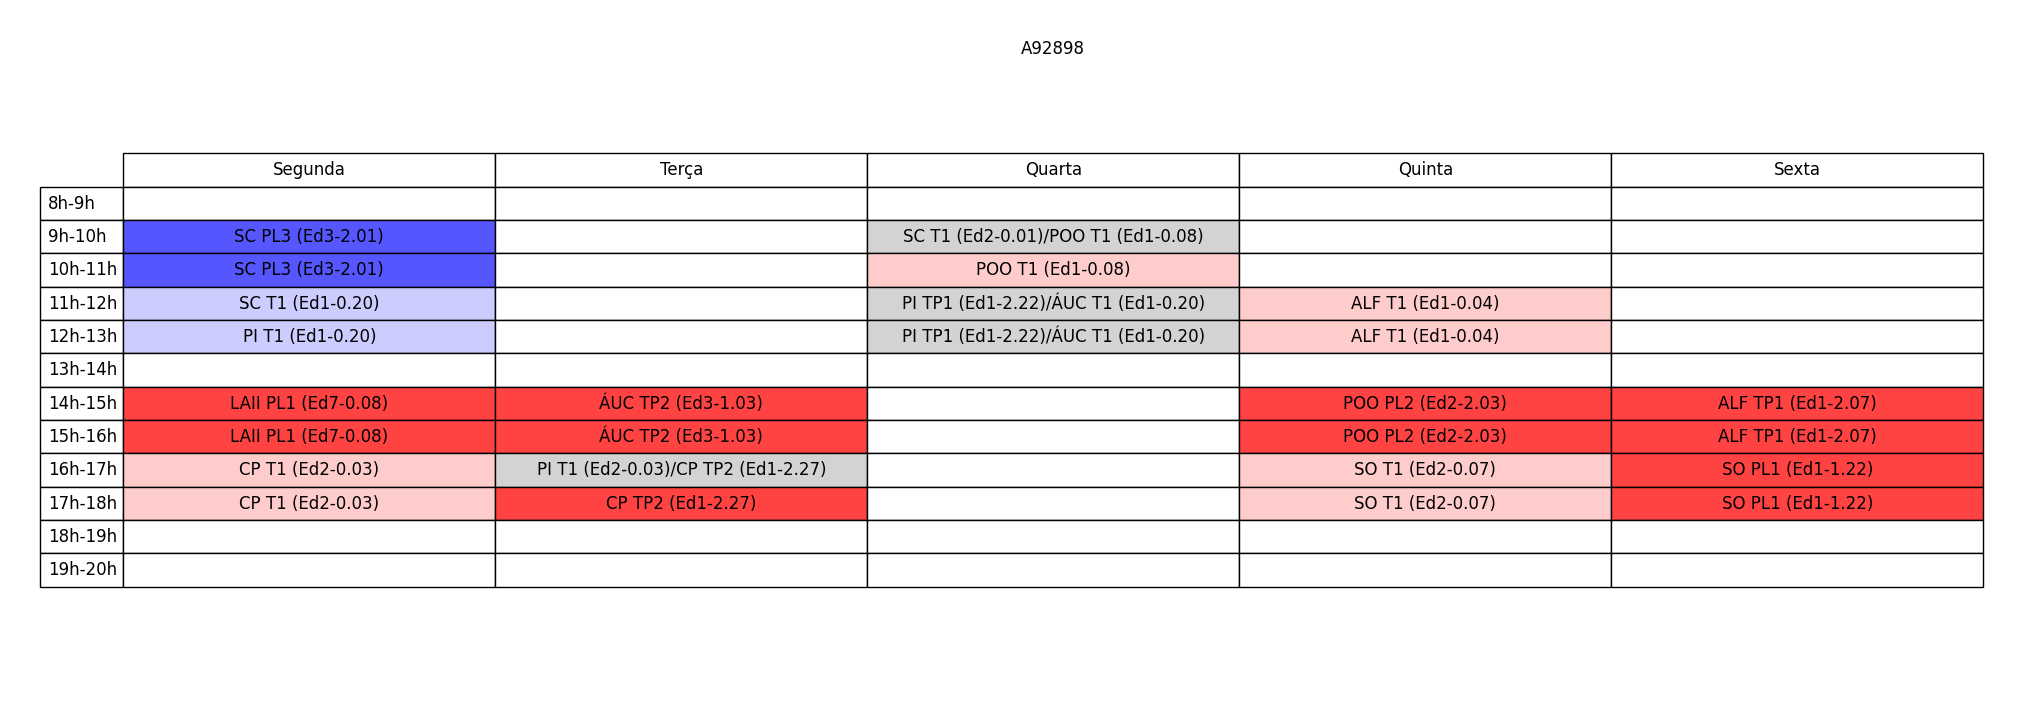 A92898
Segunda Terça Quarta Quinta Sexta
8h-9h
9h-10h SC PL3 (Ed3-2.01) SC T1 (Ed2-0.01)/POO T1 (Ed1-0.08)
10h-11h SC PL3 (Ed3-2.01) POO T1 (Ed1-0.08)
11h-12h SC T1 (Ed1-0.20) PI TP1 (Ed1-2.22)/ÁUC T1 (Ed1-0.20) ALF T1 (Ed1-0.04)
12h-13h PI T1 (Ed1-0.20) PI TP1 (Ed1-2.22)/ÁUC T1 (Ed1-0.20) ALF T1 (Ed1-0.04)
13h-14h
14h-15h LAII PL1 (Ed7-0.08) ÁUC TP2 (Ed3-1.03) POO PL2 (Ed2-2.03) ALF TP1 (Ed1-2.07)
15h-16h LAII PL1 (Ed7-0.08) ÁUC TP2 (Ed3-1.03) POO PL2 (Ed2-2.03) ALF TP1 (Ed1-2.07)
16h-17h CP T1 (Ed2-0.03) PI T1 (Ed2-0.03)/CP TP2 (Ed1-2.27) SO T1 (Ed2-0.07) SO PL1 (Ed1-1.22)
17h-18h CP T1 (Ed2-0.03) CP TP2 (Ed1-2.27) SO T1 (Ed2-0.07) SO PL1 (Ed1-1.22)
18h-19h
19h-20h